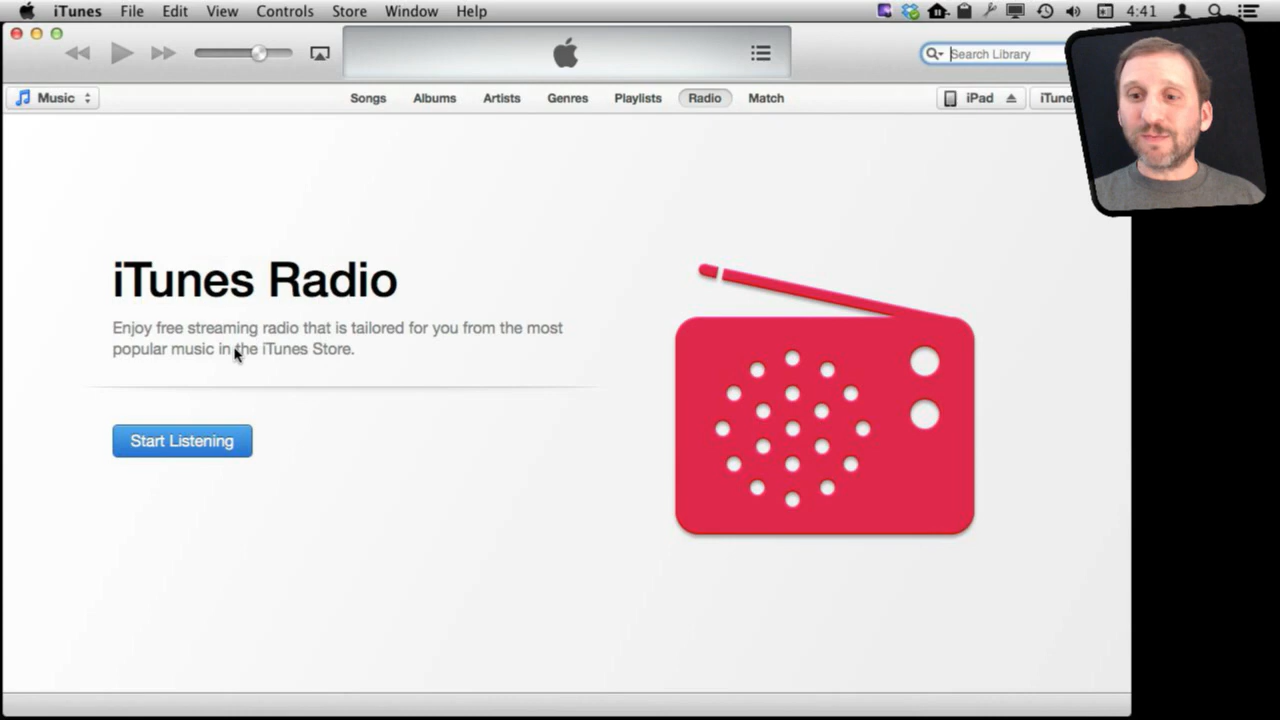 iTunes File Edit View Controls Store Window Help 4:41
Search Library
Music Songs Albums Artists Genres Playlists Radio Match iPad
iTunes Radio
Enjoy free streaming radio that is tailored for you from the most
popular music in the iTunes Store.
Start Listening